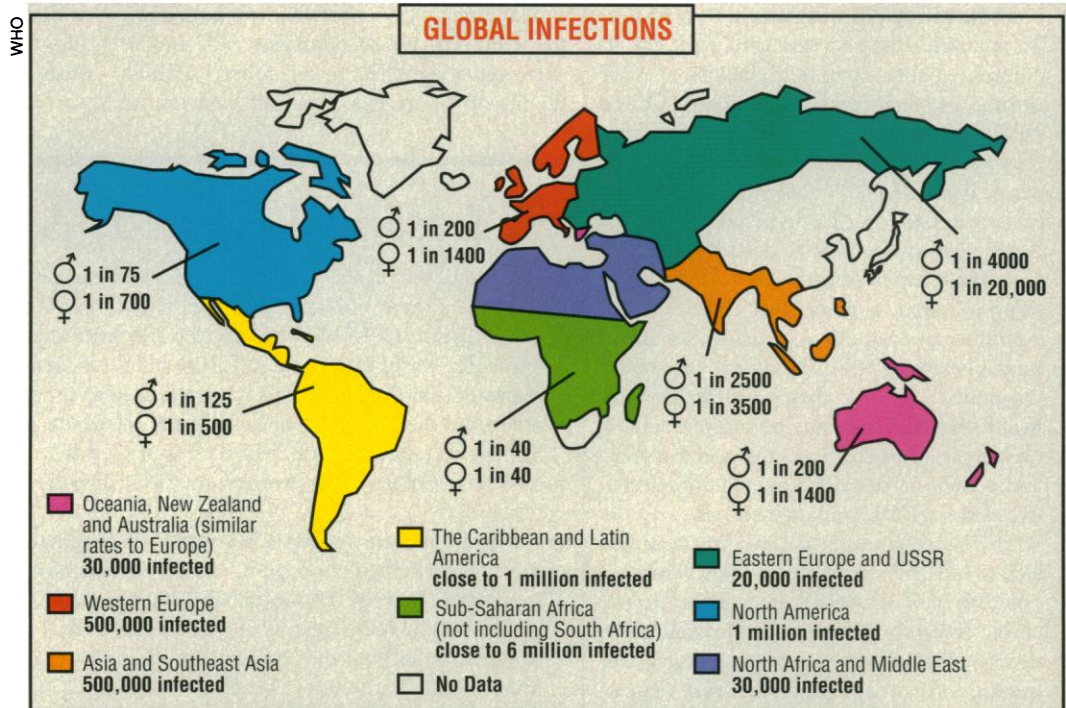 WHO
GLOBAL INFECTIONS
♂ 1 in 75
♀ 1 in 700
♂ 1 in 200
♀ 1 in 1400
♂ 1 in 4000
♀ 1 in 20,000
♂ 1 in 125
♀ 1 in 500
♂ 1 in 40
♀ 1 in 40
♂ 1 in 2500
♀ 1 in 3500
♂ 1 in 200
♀ 1 in 1400
Oceania, New Zealand
and Australia (similar
rates to Europe)
30,000 infected
Western Europe
500,000 infected
Asia and Southeast Asia
500,000 infected
The Caribbean and Latin
America
close to 1 million infected
Sub-Saharan Africa
(not including South Africa)
close to 6 million infected
No Data
Eastern Europe and USSR
20,000 infected
North America
1 million infected
North Africa and Middle East
30,000 infected